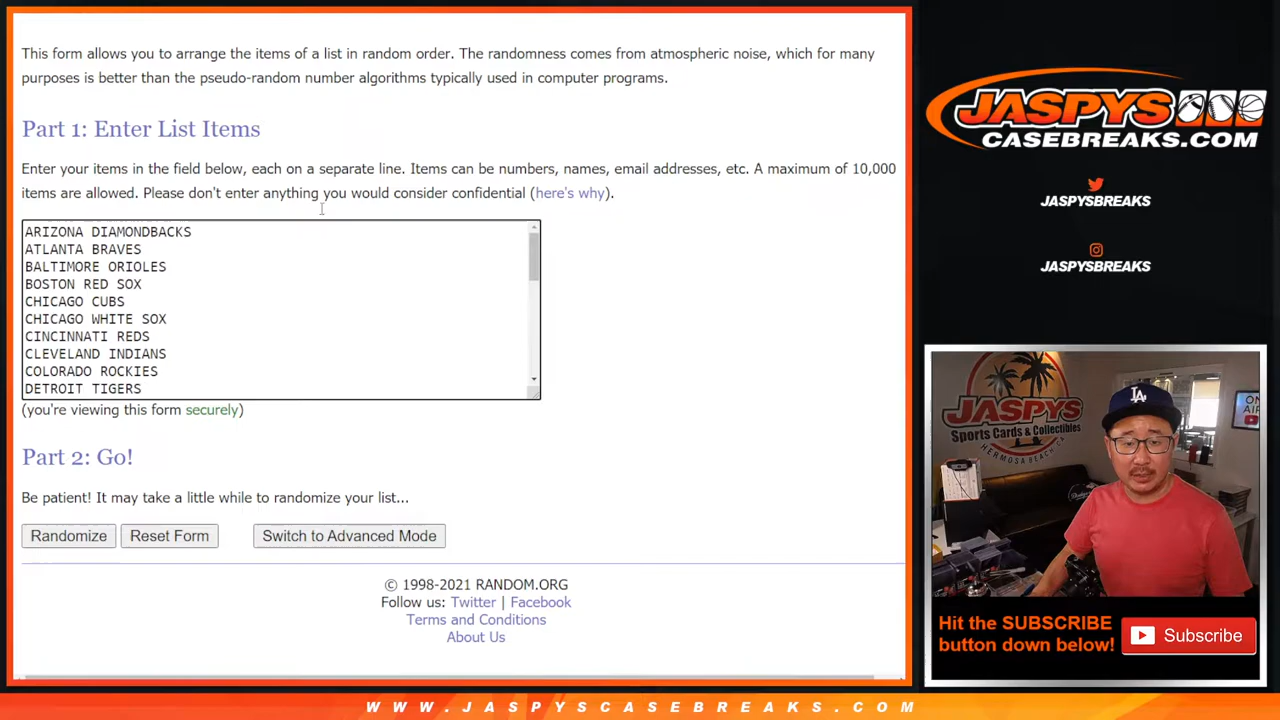 This form allows you to arrange the items of a list in random order. The randomness comes from atmospheric noise, which for many
purposes is better than the pseudo-random number algorithms typically used in computer programs.
Part 1: Enter List Items
Enter your items in the field below, each on a separate line. Items can be numbers, names, email addresses, etc. A maximum of 10,000
items are allowed. Please don't enter anything you would consider confidential (here's why).
ARIZONA DIAMONDBACKS
ATLANTA BRAVES
BALTIMORE ORIOLES
BOSTON RED SOX
CHICAGO CUBS
CHICAGO WHITE SOX
CINCINNATI REDS
CLEVELAND INDIANS
COLORADO ROCKIES
DETROIT TIGERS
(you're viewing this form securely)
Part 2: Go!
Be patient! It may take a little while to randomize your list...
Randomize
Reset Form
Switch to Advanced Mode
© 1998-2021 RANDOM.ORG
Follow us: Twitter | Facebook
Terms and Conditions
About Us
JASPYS
CASEBREAKS.COM
JASPYSBREAKS
JASPYSBREAKS
JASPYS
Sports Cards & Collectibles
HERMOSA BEACH, CA
ON
AIR
LA
Hit the SUBSCRIBE
button down below!
Subscribe
WWW.JASPYSCASEBREAKS.COM